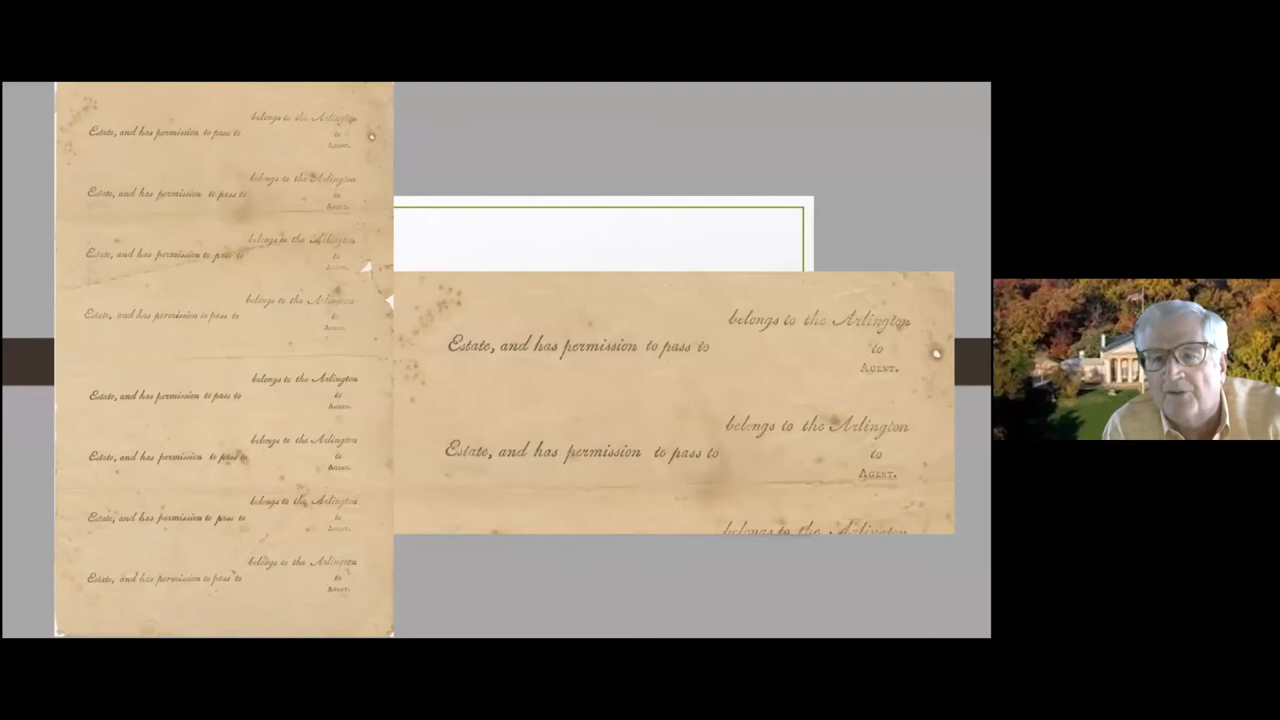 belongs to the Arlington
Estate, and has permission to pass to
to
AGENT.
belongs to the Arlington
Estate, and has permission to pass to
to
AGENT.
belongs to the Arlington
Estate, and has permission to pass to
to
AGENT.
belongs to the Arlington
Estate, and has permission to pass to
to
AGENT.
belongs to the Arlington
Estate, and has permission to pass to
to
AGENT.
belongs to the Arlington
Estate, and has permission to pass to
to
AGENT.
belongs to the Arlington
Estate, and has permission to pass to
to
AGENT.
belongs to the Arlington
Estate, and has permission to pass to
to
AGENT.
belongs to the Arlington
Estate, and has permission to pass to
to
AGENT.
belongs to the Arlington
Estate, and has permission to pass to
to
AGENT.
belongs to the Arlington